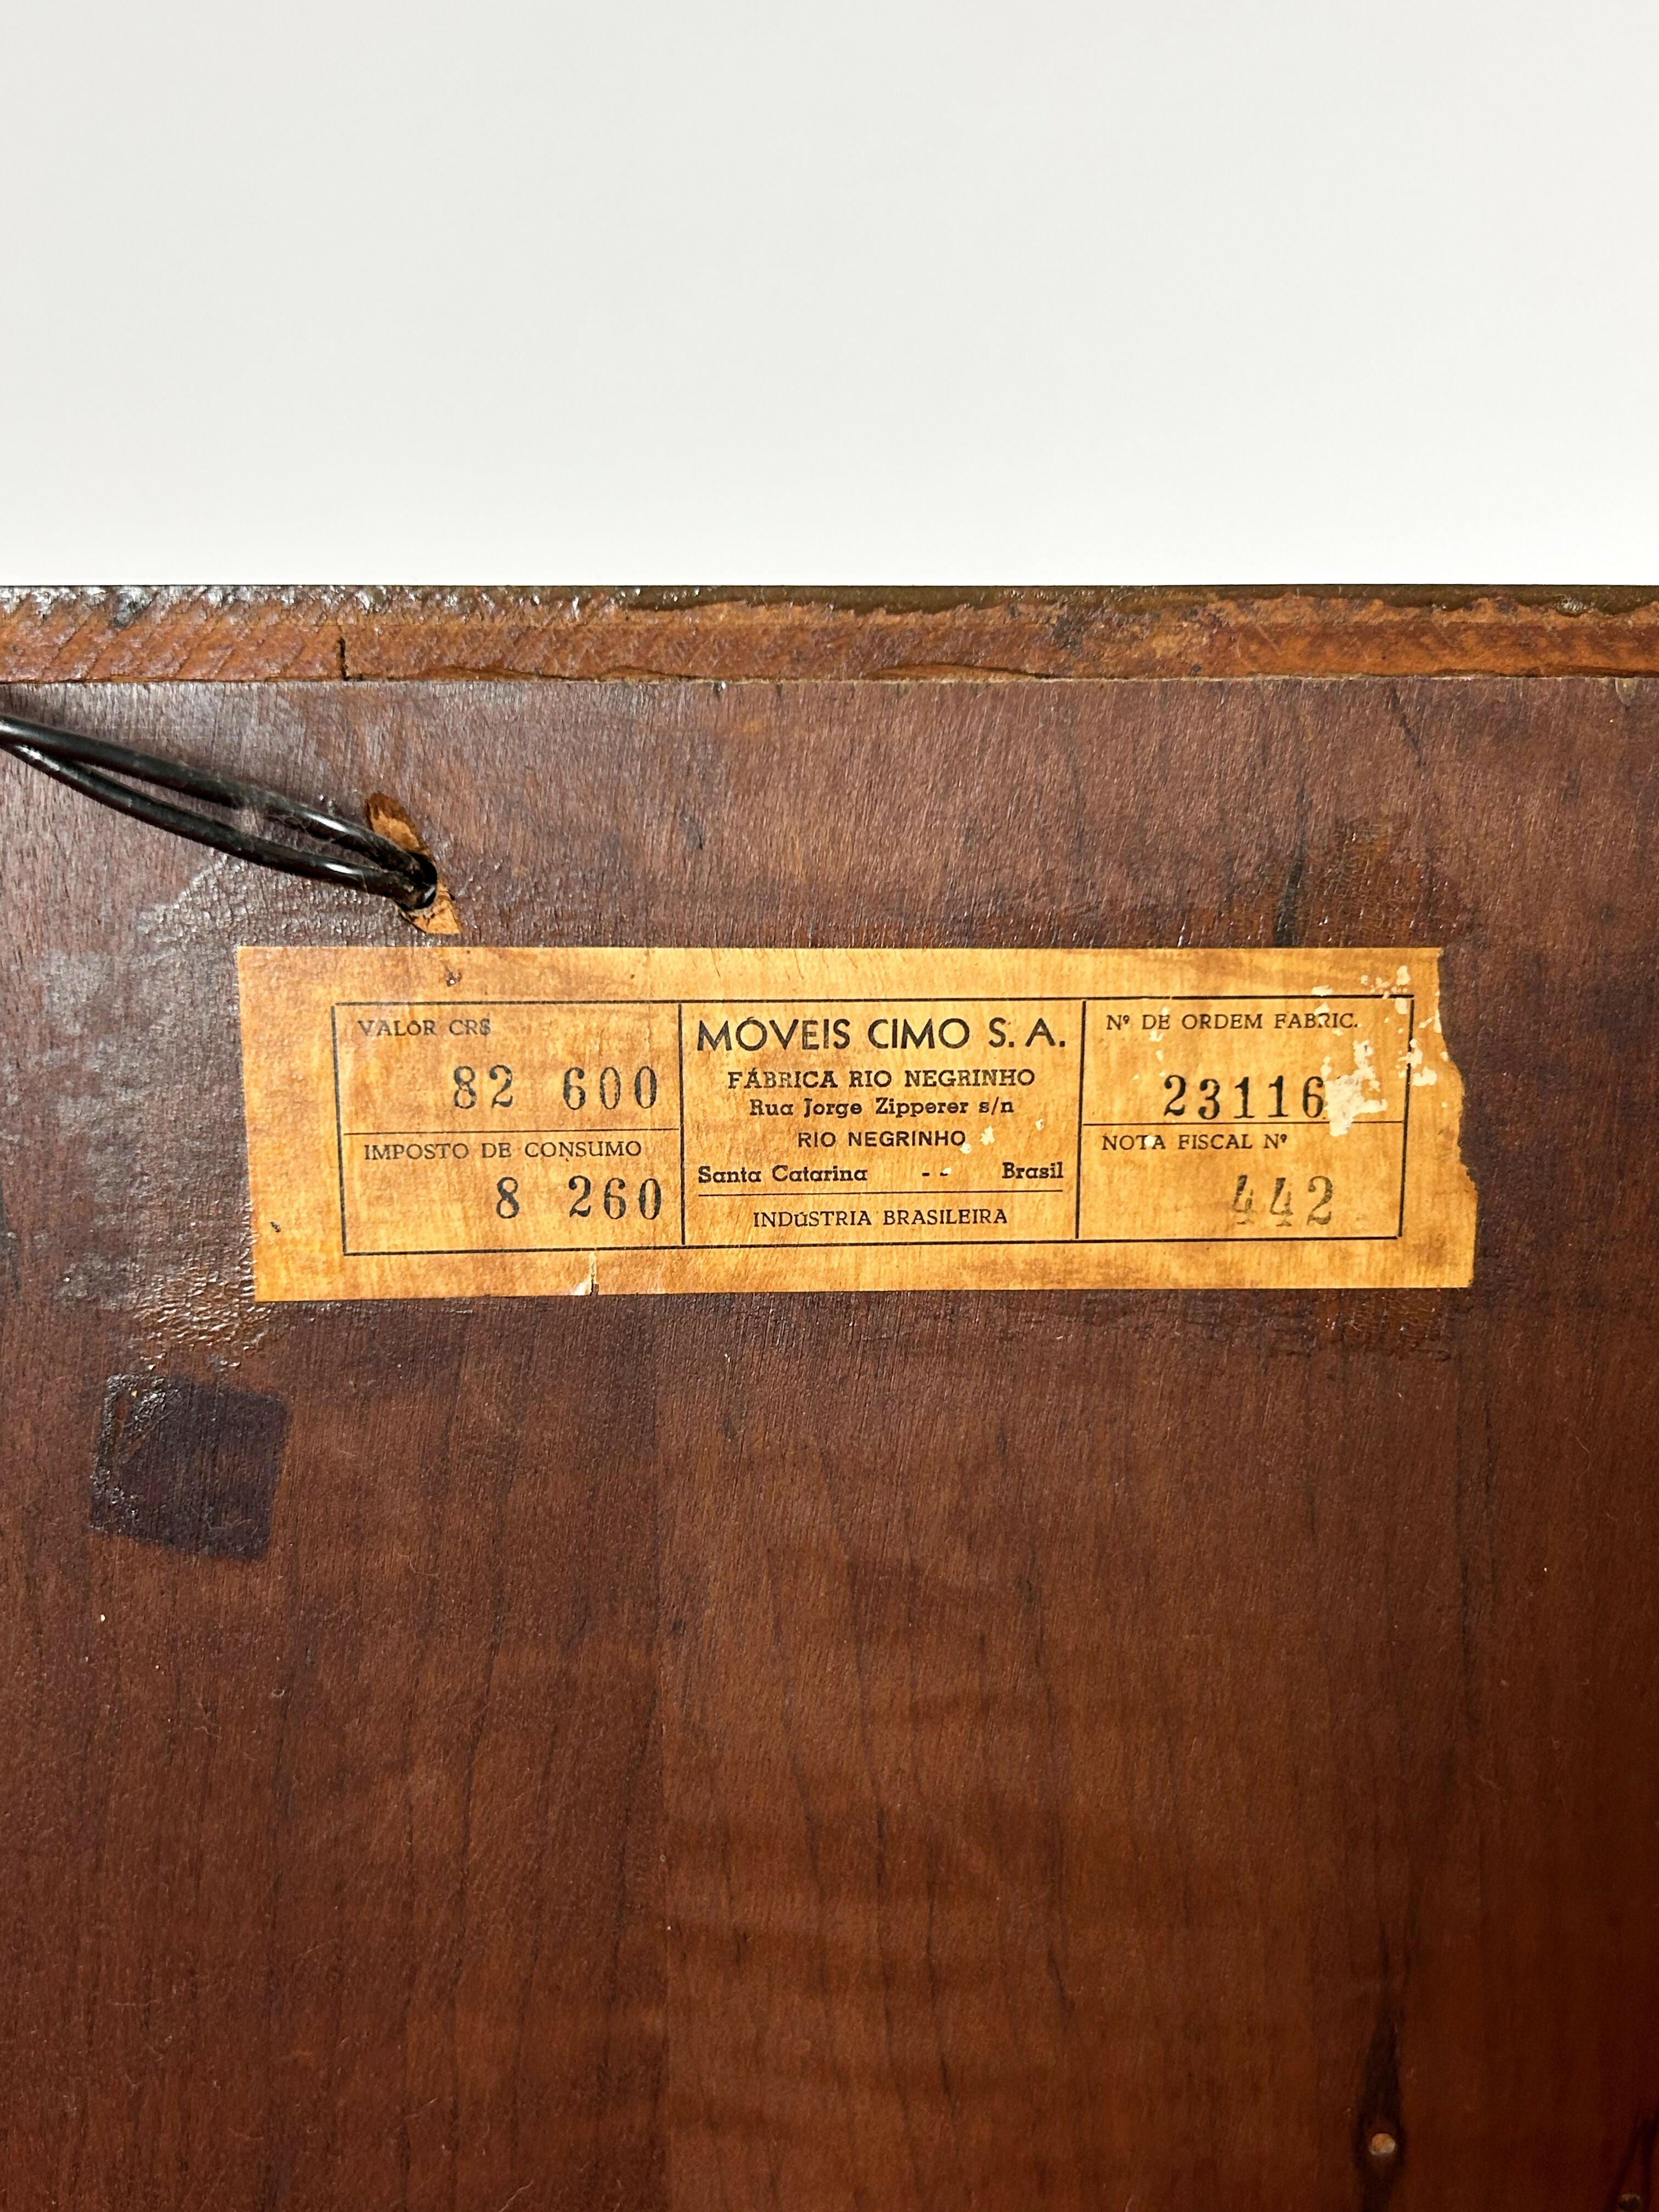 VALOR CR$
82 600
IMPOSTO DE CONSUMO
8 260
MÓVEIS CIMO S. A.
FÁBRICA RIO NEGRINHO
Rua Jorge Zipperer s/n
RIO NEGRINHO
Santa Catarina -- Brasil
INDÚSTRIA BRASILEIRA
Nº DE ORDEM FABRIC.
23116
NOTA FISCAL Nº
442